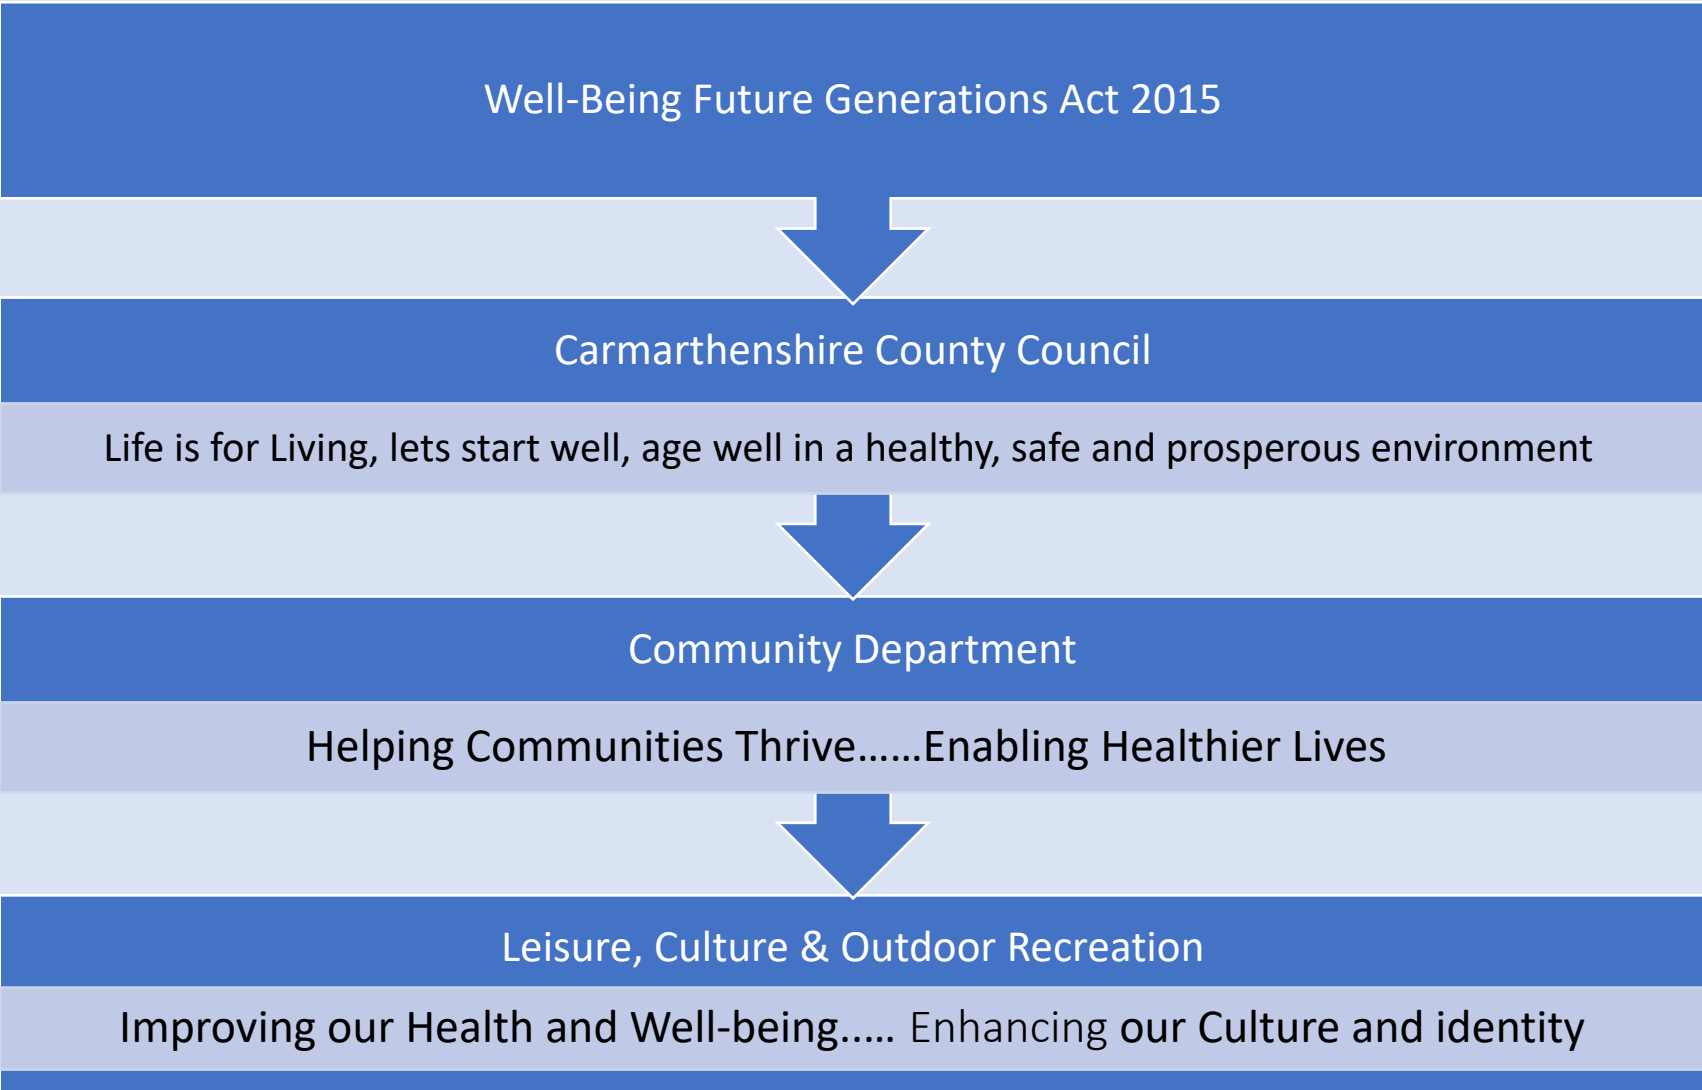 Well-Being Future Generations Act 2015
Carmarthenshire County Council
Life is for Living, lets start well, age well in a healthy, safe and prosperous environment
Community Department
Helping Communities Thrive......Enabling Healthier Lives
Leisure, Culture & Outdoor Recreation
Improving our Health and Well-being..... Enhancing our Culture and identity